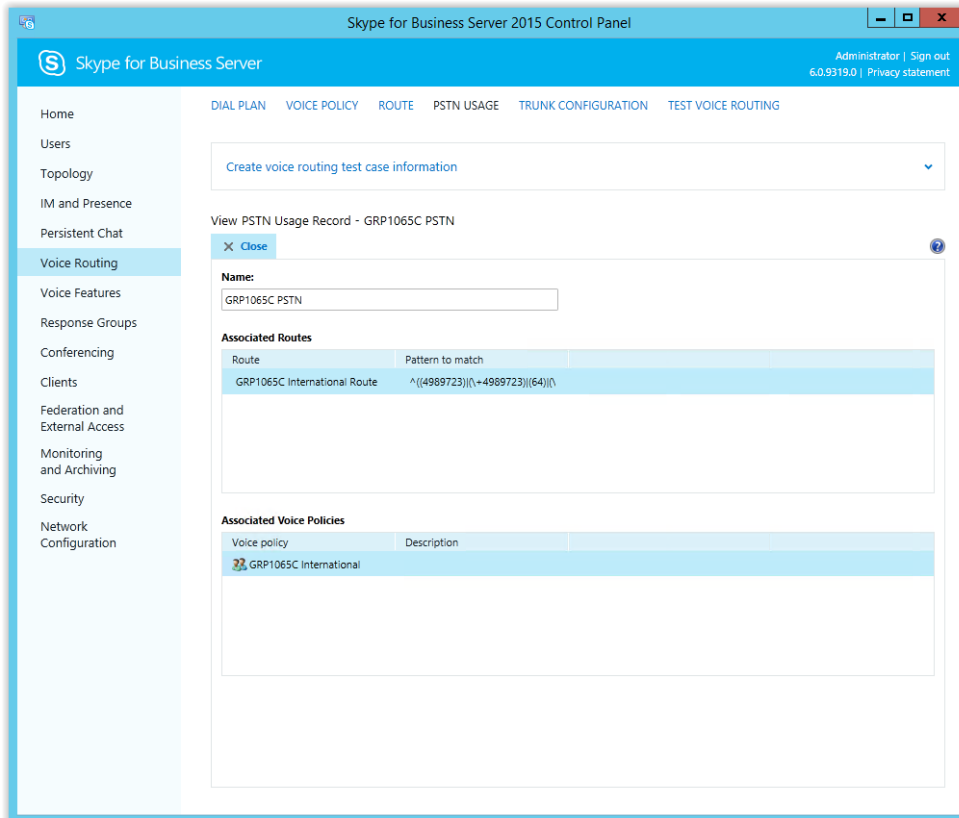 Skype for Business Server 2015 Control Panel
S Skype for Business Server
Administrator | Sign out
6.0.9319.0 | Privacy statement
Home
Users
Topology
IM and Presence
Persistent Chat
Voice Routing
Voice Features
Response Groups
Conferencing
Clients
Federation and
External Access
Monitoring
and Archiving
Security
Network
Configuration
DIAL PLAN VOICE POLICY ROUTE PSTN USAGE TRUNK CONFIGURATION TEST VOICE ROUTING
Create voice routing test case information
View PSTN Usage Record - GRP1065C PSTN
Close
Name:
GRP1065C PSTN
Associated Routes
Route Pattern to match
GRP1065C International Route ^((4989723)|(\+4989723)|(64)|(\
Associated Voice Policies
Voice policy Description
GRP1065C International